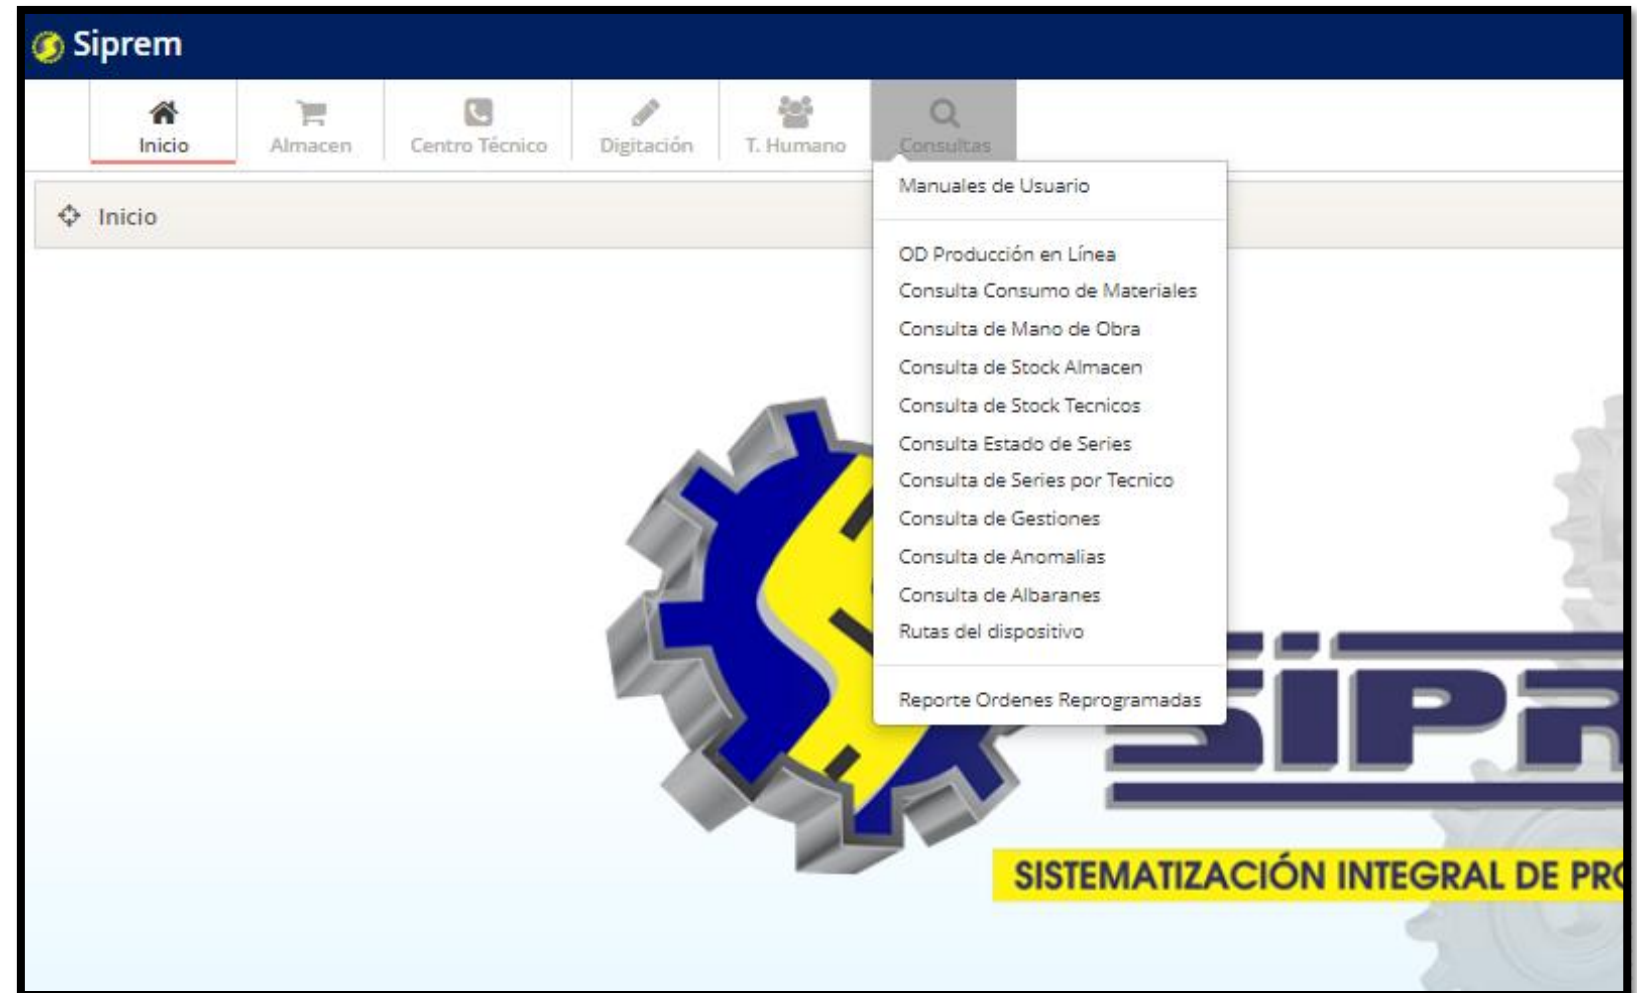 Siprem
Inicio
Almacen
Centro Técnico
Digitación
T. Humano
Consultas
Inicio
Manuales de Usuario
OD Producción en Línea
Consulta Consumo de Materiales
Consulta de Mano de Obra
Consulta de Stock Almacen
Consulta de Stock Tecnicos
Consulta Estado de Series
Consulta de Series por Tecnico
Consulta de Gestiones
Consulta de Anomalias
Consulta de Albaranes
Rutas del dispositivo
Reporte Ordenes Reprogramadas
SISTEMATIZACIÓN INTEGRAL DE